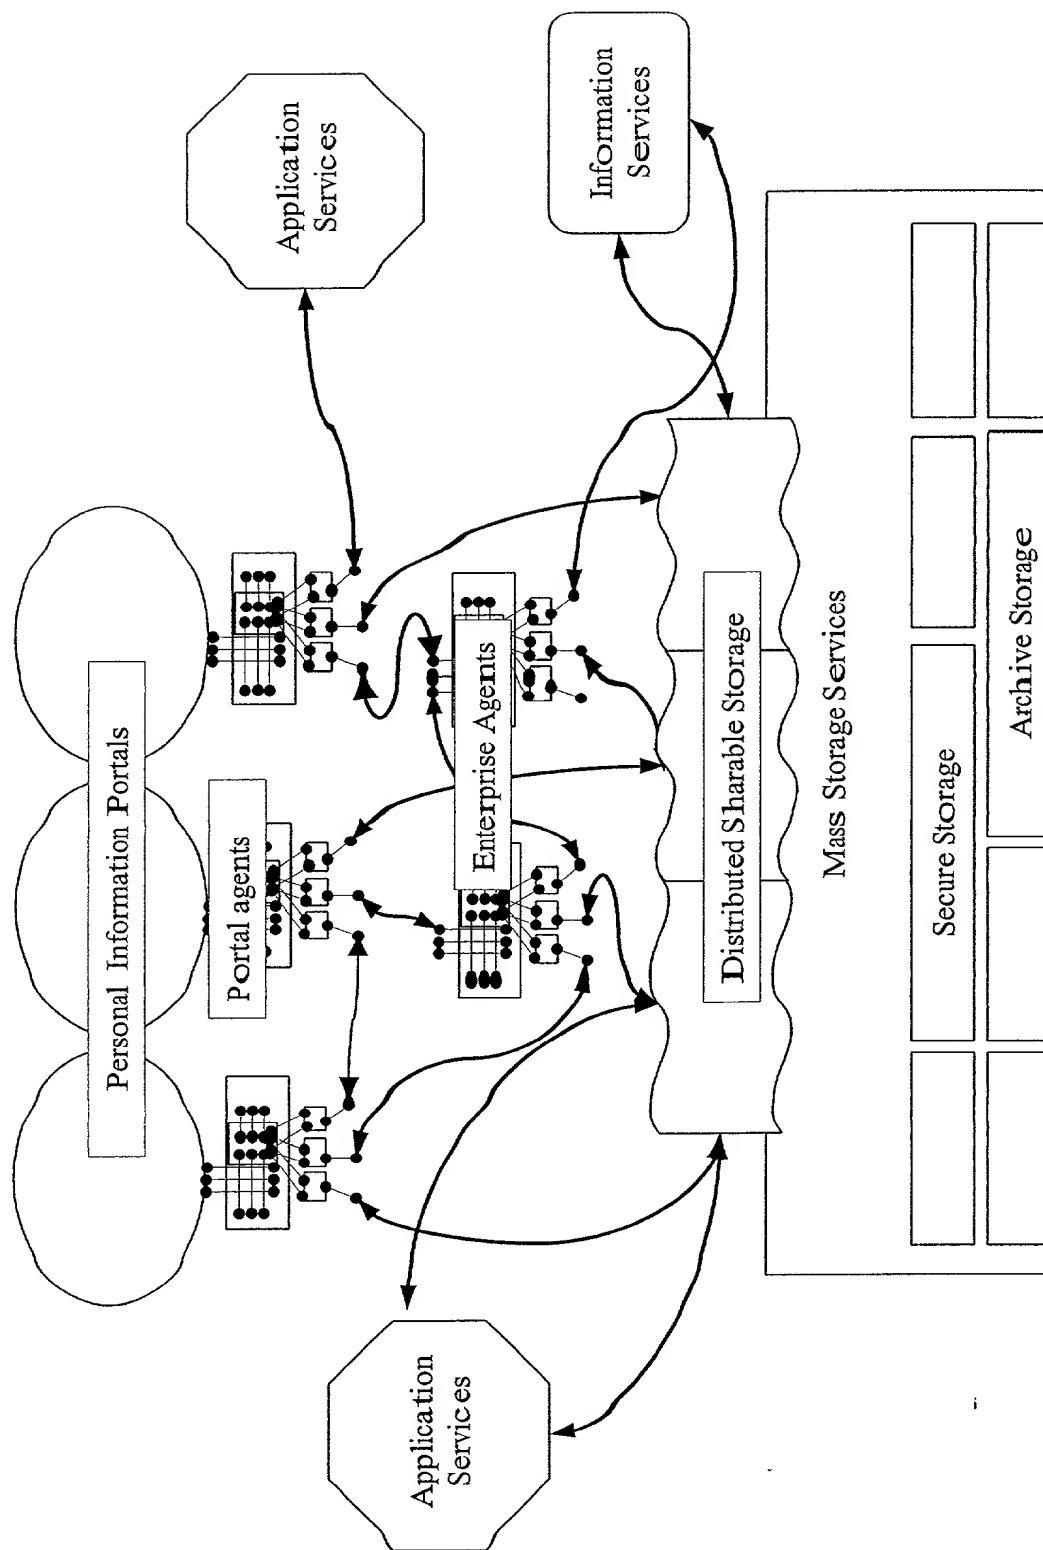 Personal Information Portals
Portal agents
Application
Services
Enterprise Agents
Application
Services
Information
Services
Distributed Sharable Storage
Mass Storage Services
Secure Storage
Archive Storage